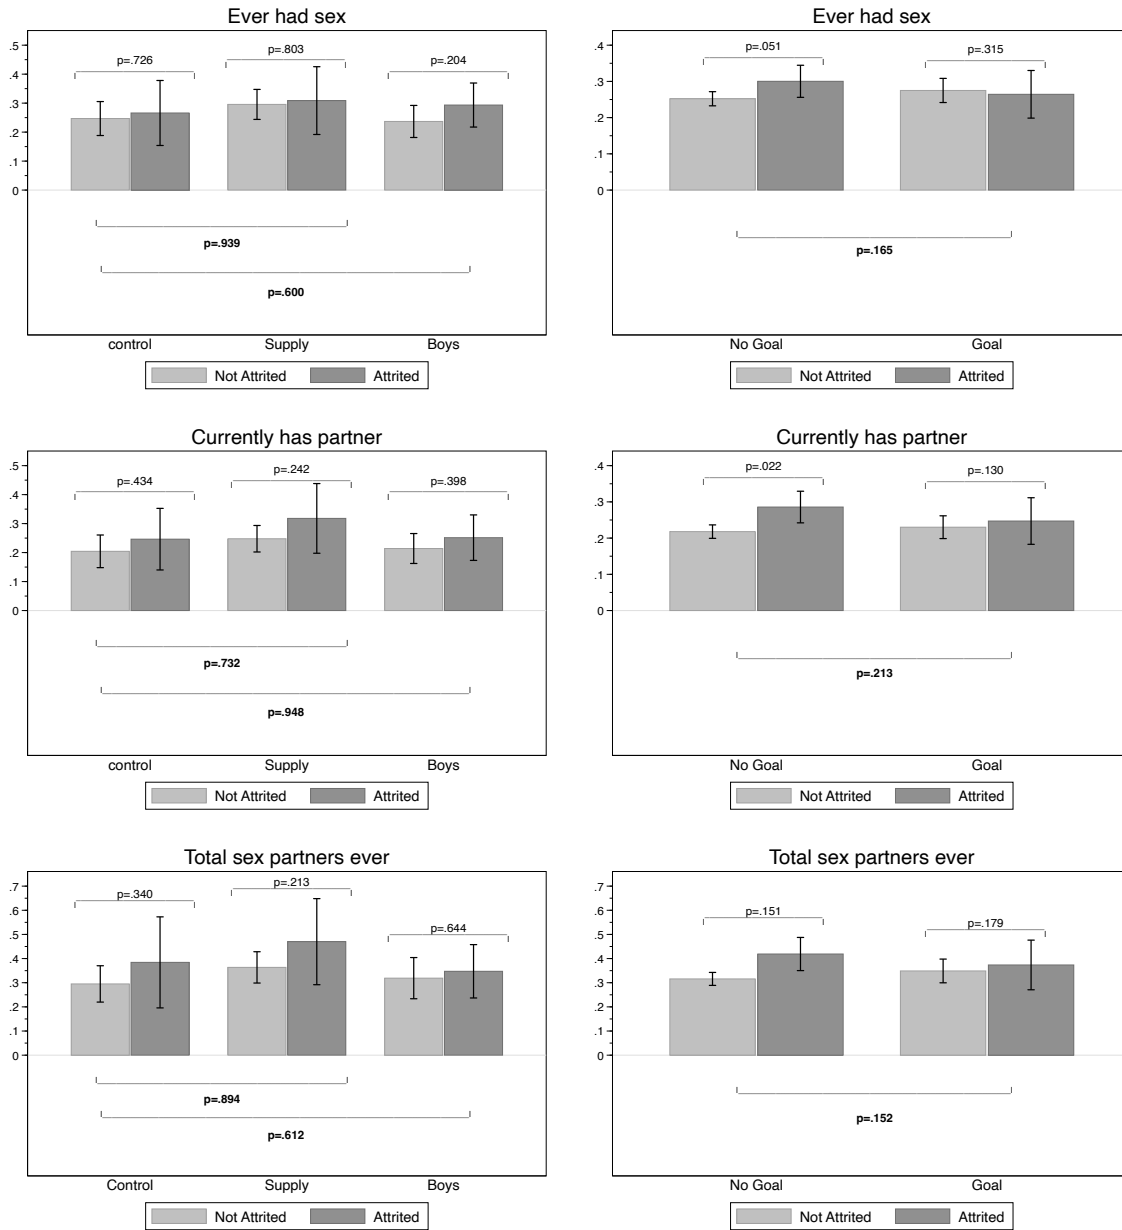 Ever had sex
.5
.4
.3
.2
.1
0
p=.726
p=.803
p=.204
p=.939
p=.600
control Supply Boys
Not Attrited Attrited
Ever had sex
.4
.3
.2
.1
0
p=.051
p=.315
p=.165
No Goal Goal
Not Attrited Attrited
Currently has partner
.5
.4
.3
.2
.1
0
p=.434
p=.242
p=.398
p=.732
p=.948
control Supply Boys
Not Attrited Attrited
Currently has partner
.4
.3
.2
.1
0
p=.022
p=.130
p=.213
No Goal Goal
Not Attrited Attrited
Total sex partners ever
.7
.6
.5
.4
.3
.2
.1
0
p=.340
p=.213
p=.644
p=.894
p=.612
Control Supply Boys
Not Attrited Attrited
Total sex partners ever
.7
.6
.5
.4
.3
.2
.1
0
p=.151
p=.179
p=.152
No Goal Goal
Not Attrited Attrited